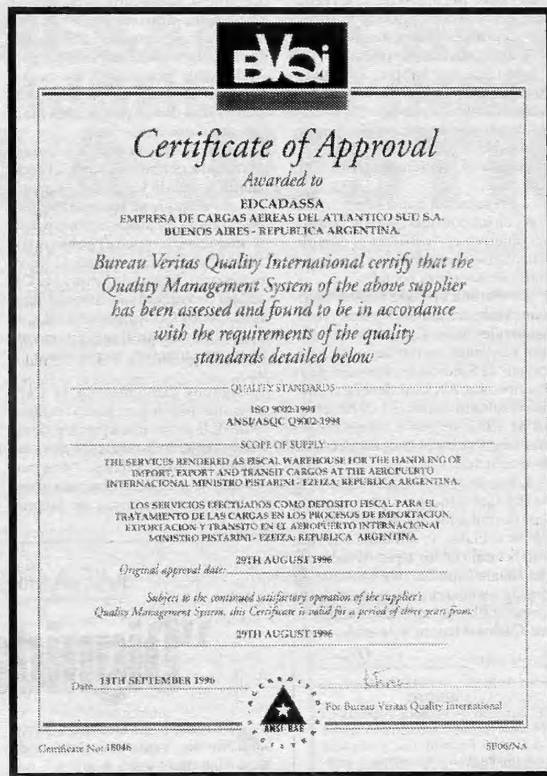 BVQi
Certificate of Approval
Awarded to
EDCADASSA
EMPRESA DE CARGAS AEREAS DEL ATLANTICO SUD S.A.
BUENOS AIRES - REPUBLICA ARGENTINA.
Bureau Veritas Quality International certify that the
Quality Management System of the above supplier
has been assessed and found to be in accordance
with the requirements of the quality
standards detailed below
QUALITY STANDARDS
ISO 9002:1994
ANSI/ASQC Q9002-1994
SCOPE OF SUPPLY
THE SERVICES RENDERED AS FISCAL WAREHOUSE FOR THE HANDLING OF
IMPORT, EXPORT AND TRANSIT CARGOS AT THE AEROPUERTO
INTERNACIONAL MINISTRO PISTARINI - EZEIZA; REPUBLICA ARGENTINA.
LOS SERVICIOS EFECTUADOS COMO DEPOSITO FISCAL PARA EL
TRATAMIENTO DE LAS CARGAS EN LOS PROCESOS DE IMPORTACION,
EXPORTACION Y TRANSITO EN EL AEROPUERTO INTERNACIONAL
MINISTRO PISTARINI - EZEIZA; REPUBLICA ARGENTINA.
Original approval date: 29TH AUGUST 1996
Subject to the continued satisfactory operation of the supplier's
Quality Management System, this Certificate is valid for a period of three years from:
29TH AUGUST 1996
Date: 13TH SEPTEMBER 1996
For Bureau Veritas Quality International
ACCREDITED
ANSI-RAB
Certificate No: 18046
SF06/NA